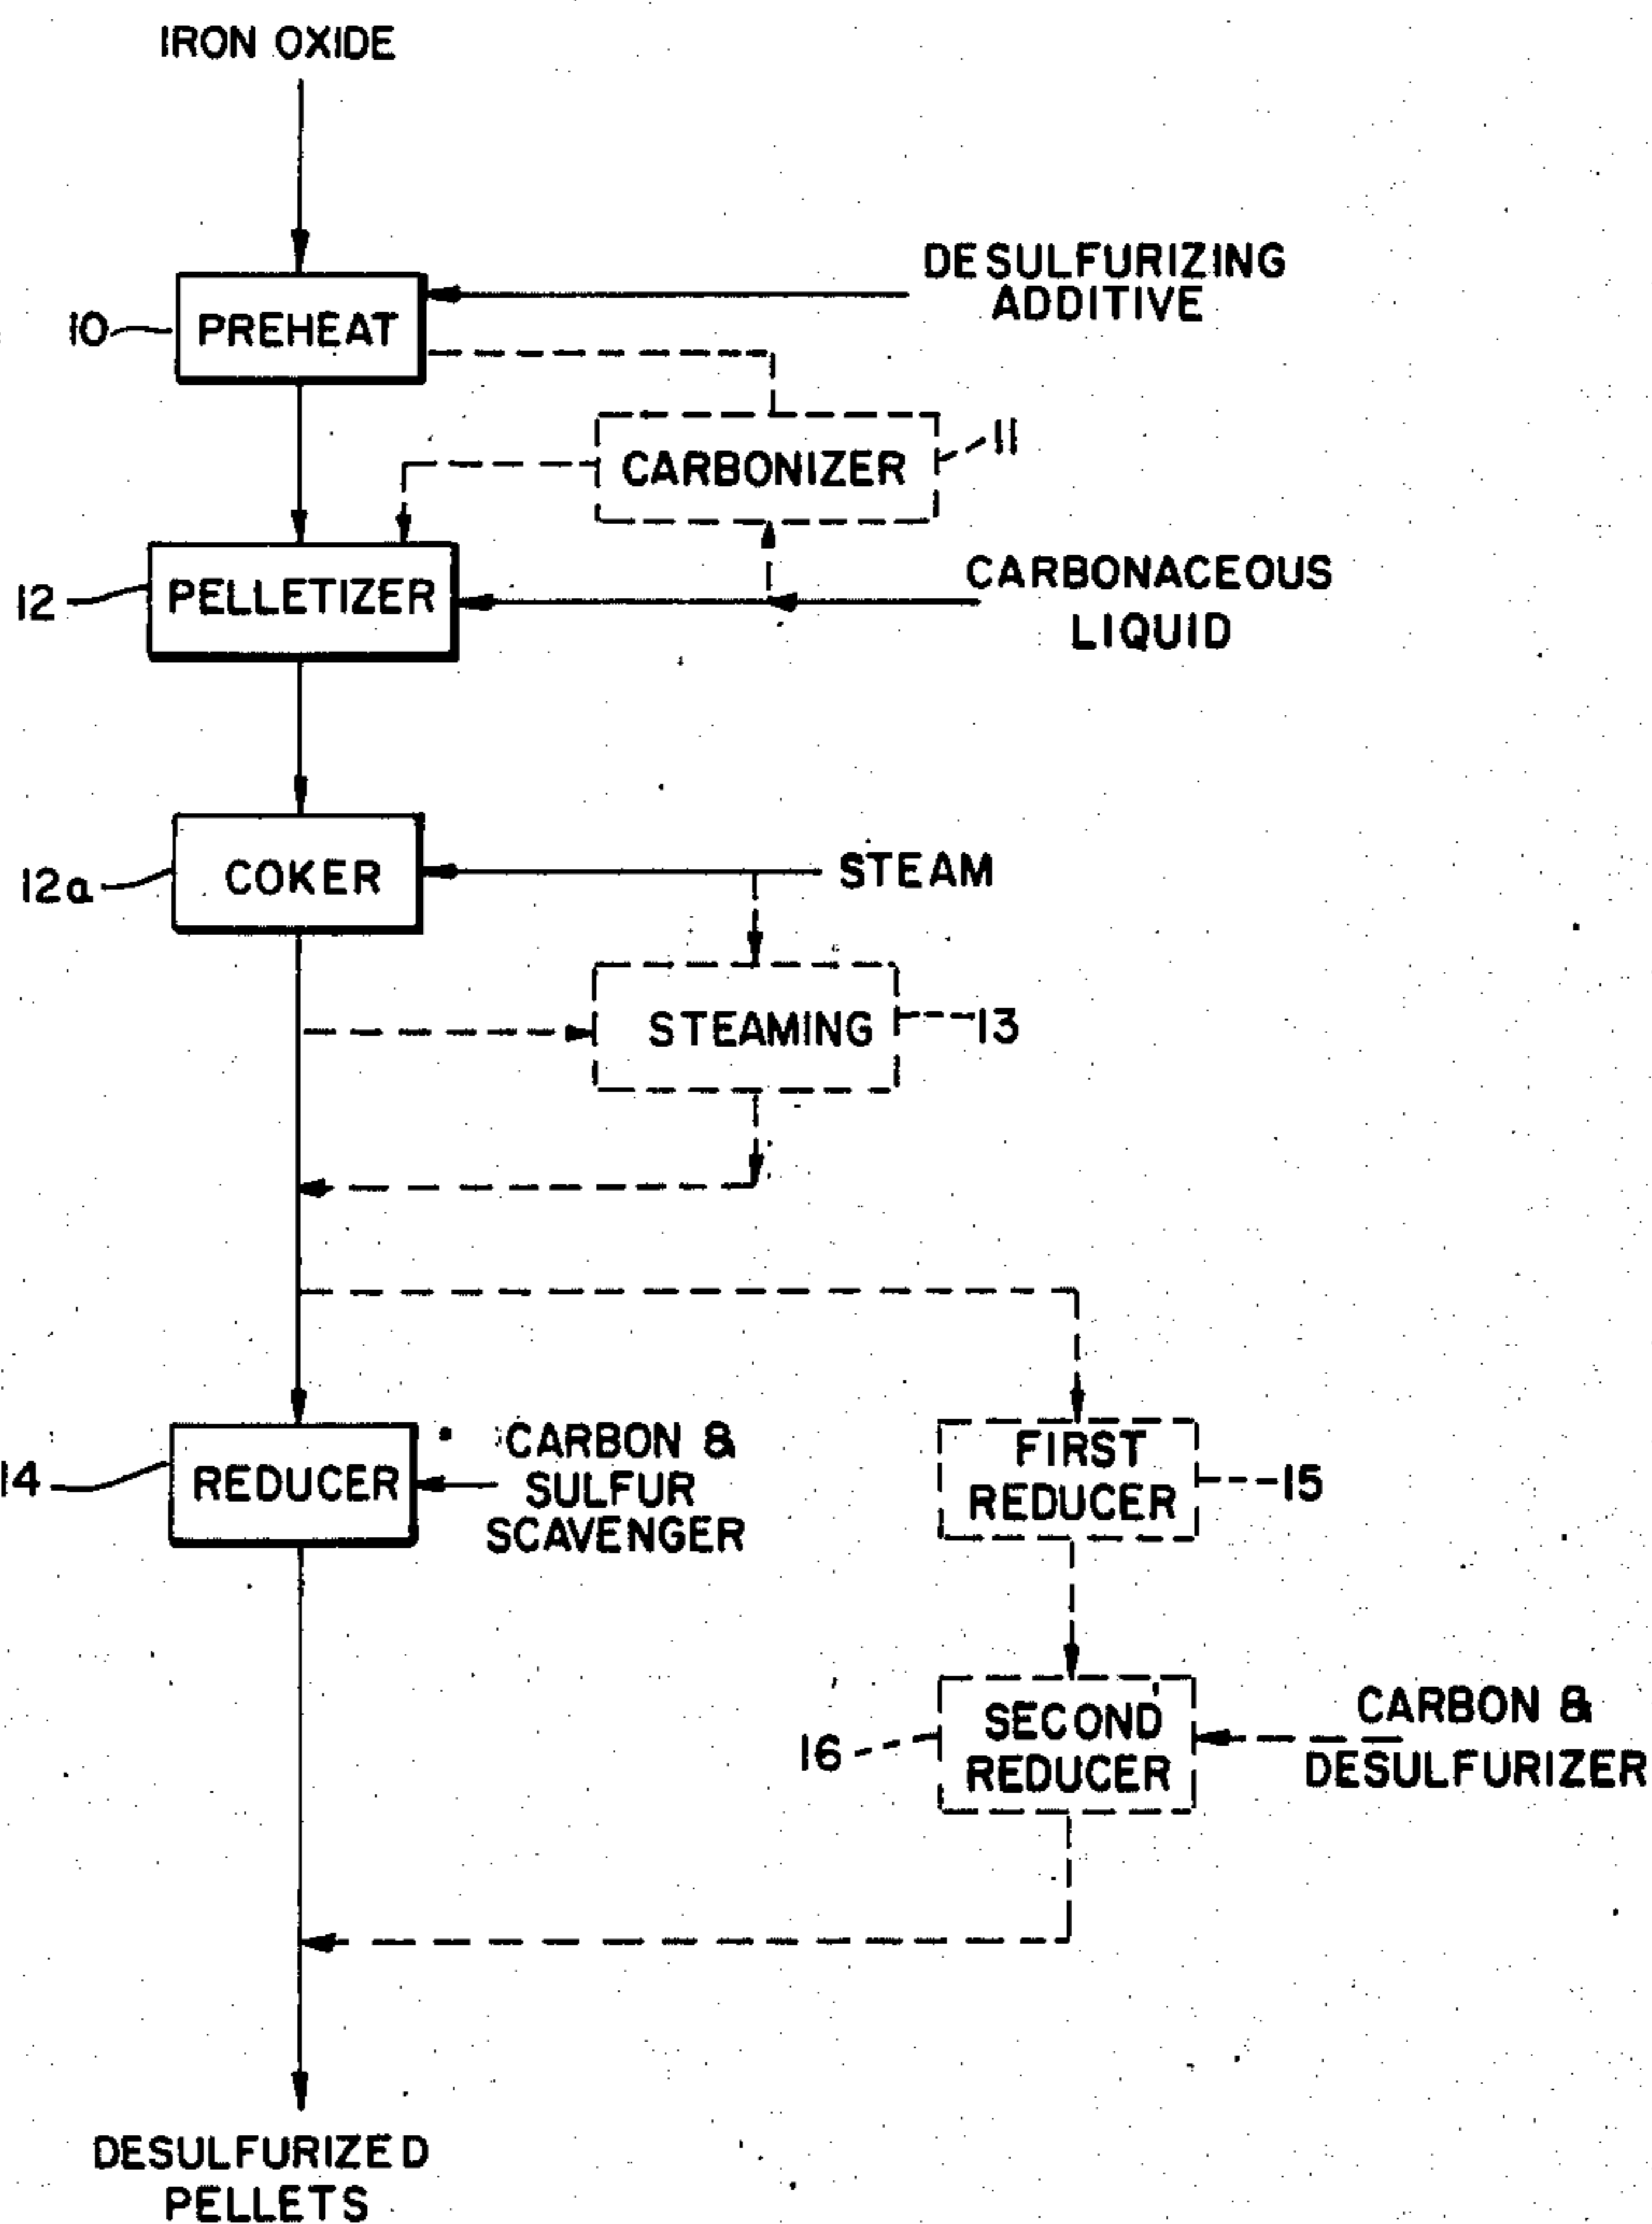 IRON OXIDE
DESULFURIZING
ADDITIVE
10
PREHEAT
11
CARBONIZER
CARBONACEOUS
LIQUID
12
PELLETIZER
12a
COKER
STEAM
STEAMING
13
14
REDUCER
CARBON &
SULFUR
SCAVENGER
FIRST
REDUCER
15
16
SECOND
REDUCER
CARBON &
DESULFURIZER
DESULFURIZED
PELLETS